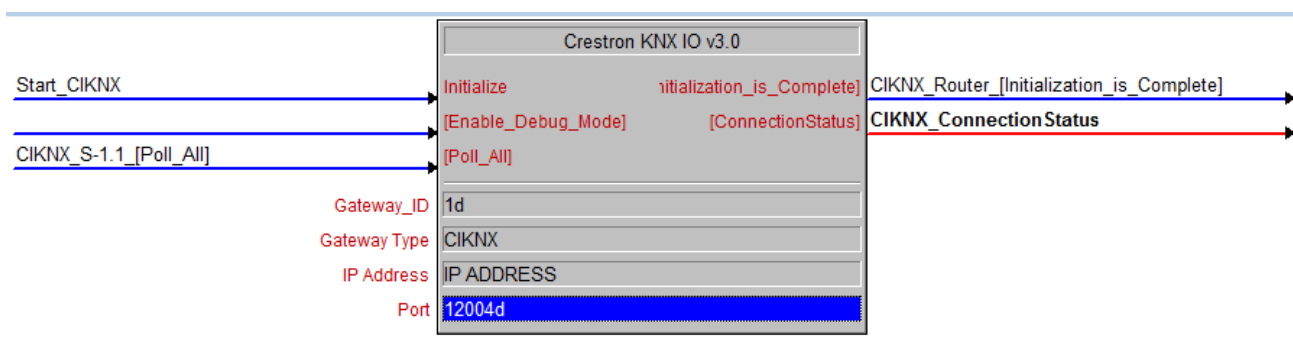 Crestron KNX IO v3.0
Start_CIKNX Initialize nitialization_is_Complete] CIKNX_Router_[Initialization_is_Complete]
[Enable_Debug_Mode] [ConnectionStatus] CIKNX_ConnectionStatus
CIKNX_S-1.1_[Poll_All] [Poll_All]
Gateway_ID 1d
Gateway Type CIKNX
IP Address IP ADDRESS
Port 12004d